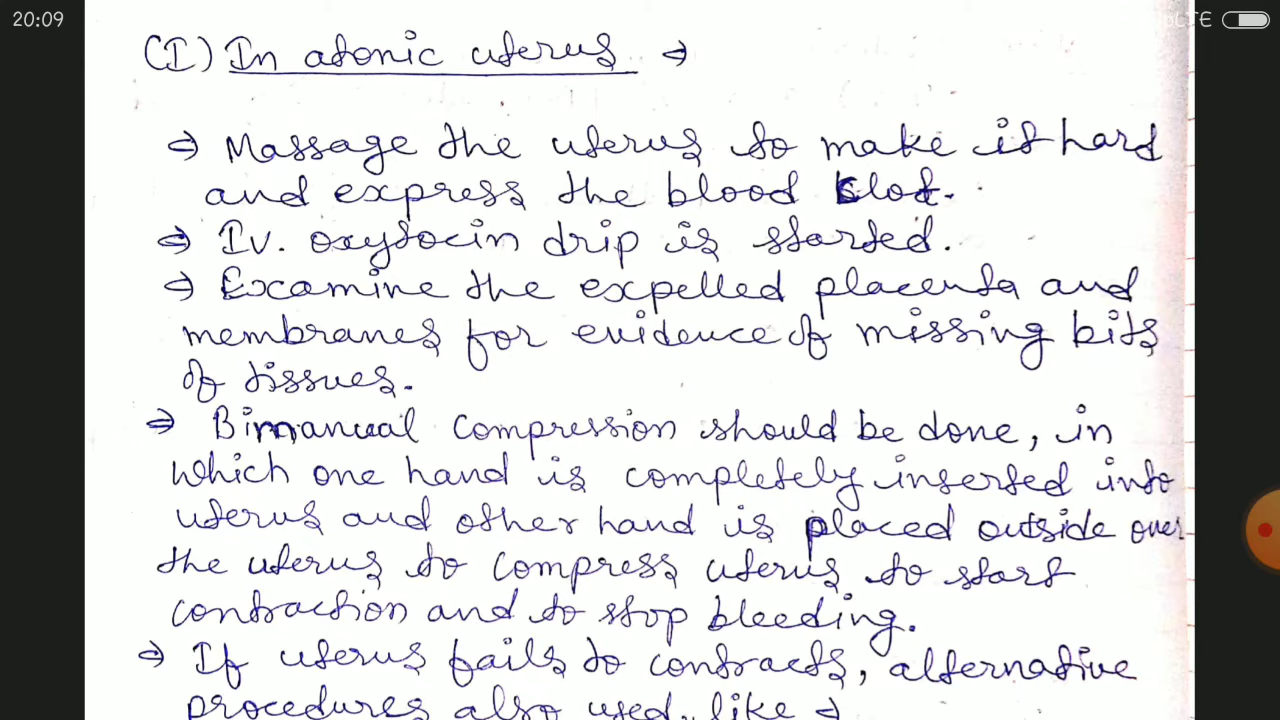 20:09
LTE
(I) In atonic uterus ⇒
⇒ Massage the uterus to make it hard
and express the blood clot.
⇒ Iv. oxytocin drip is started.
⇒ Examine the expelled placenta and
membranes for evidence of missing bits
of tissues.
⇒ Bimanual compression should be done, in
which one hand is completely inserted into
uterus and other hand is placed outside over
the uterus to compress uterus to start
contraction and to stop bleeding.
⇒ If uterus fails to contracts, alternative
procedures also used. like ⇒